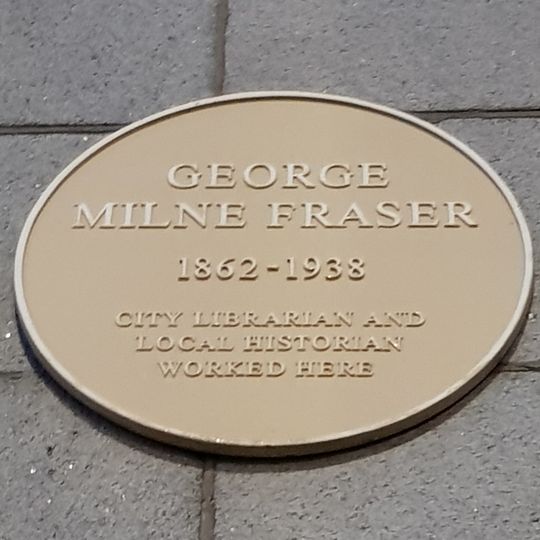 GEORGE
MILNE FRASER
1862-1938
CITY LIBRARIAN AND
LOCAL HISTORIAN
WORKED HERE